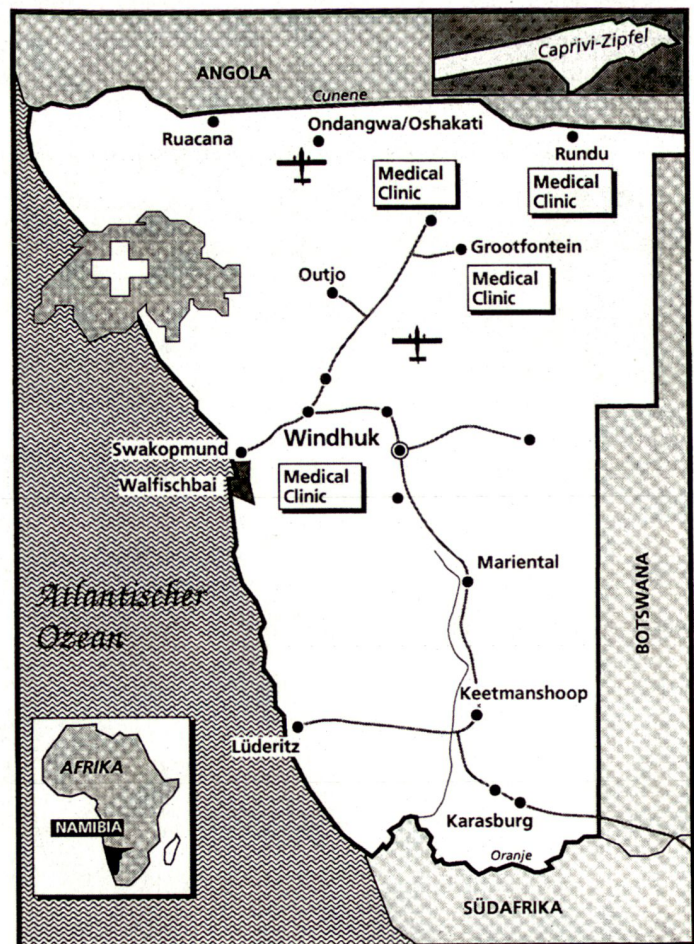 Caprivi-Zipfel
ANGOLA
Cunene
Ruacana
Ondangwa/Oshakati
Rundu
Medical
Clinic
Medical
Clinic
Grootfontein
Medical
Clinic
Outjo
Swakopmund
Windhuk
Walfischbai
Medical
Clinic
Mariental
BOTSWANA
Atlantischer
Ozean
Keetmanshoop
Lüderitz
AFRIKA
NAMIBIA
Karasburg
Oranje
SÜDAFRIKA